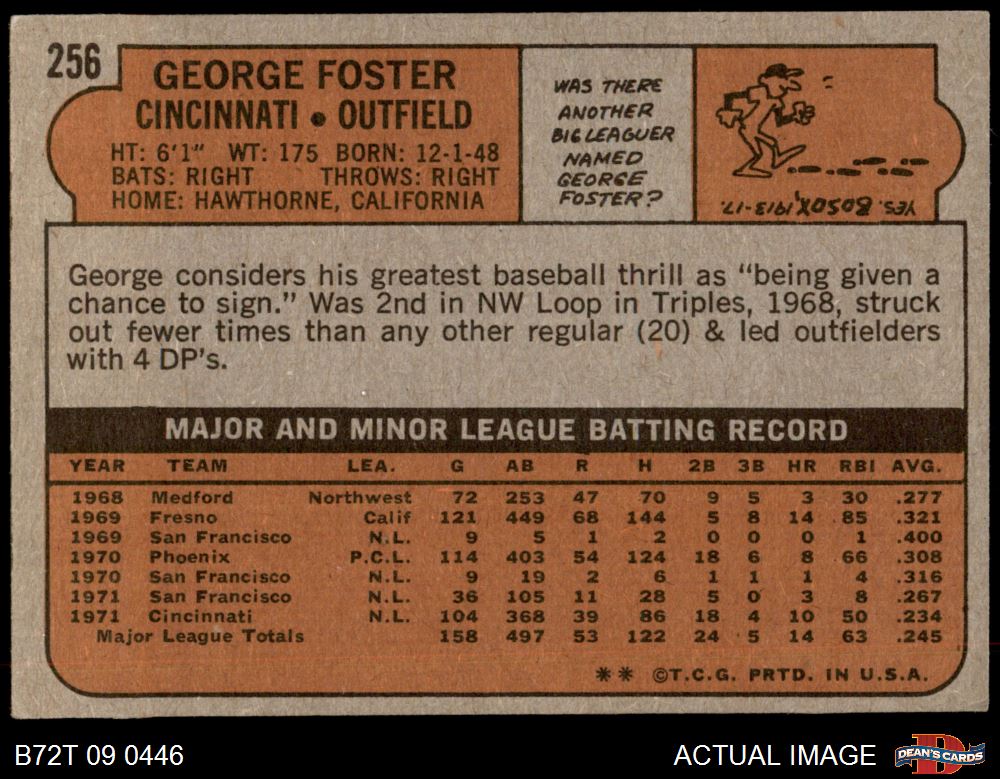 256
GEORGE FOSTER
CINCINNATI • OUTFIELD
HT: 6'1" WT: 175 BORN: 12-1-48
BATS: RIGHT THROWS: RIGHT
HOME: HAWTHORNE, CALIFORNIA
WAS THERE
ANOTHER
BIG LEAGUER
NAMED
GEORGE
FOSTER?
YES. BOSOX, 1913-17.
George considers his greatest baseball thrill as "being given a
chance to sign." Was 2nd in NW Loop in Triples, 1968, struck
out fewer times than any other regular (20) & led outfielders
with 4 DP's.
MAJOR AND MINOR LEAGUE BATTING RECORD
YEAR TEAM LEA. G AB R H 2B 3B HR RBI AVG.
1968 Medford Northwest 72 253 47 70 9 5 3 30 .277
1969 Fresno Calif 121 449 68 144 5 8 14 85 .321
1969 San Francisco N.L. 9 5 1 2 0 0 0 1 .400
1970 Phoenix P.C.L. 114 403 54 124 18 6 8 66 .308
1970 San Francisco N.L. 9 19 2 6 1 1 1 4 .316
1971 San Francisco N.L. 36 105 11 28 5 0 3 8 .267
1971 Cincinnati N.L. 104 368 39 86 18 4 10 50 .234
Major League Totals 158 497 53 122 24 5 14 63 .245
** ©T.C.G. PRTD. IN U.S.A.
B72T 09 0446
ACTUAL IMAGE
DEAN'S CARDS